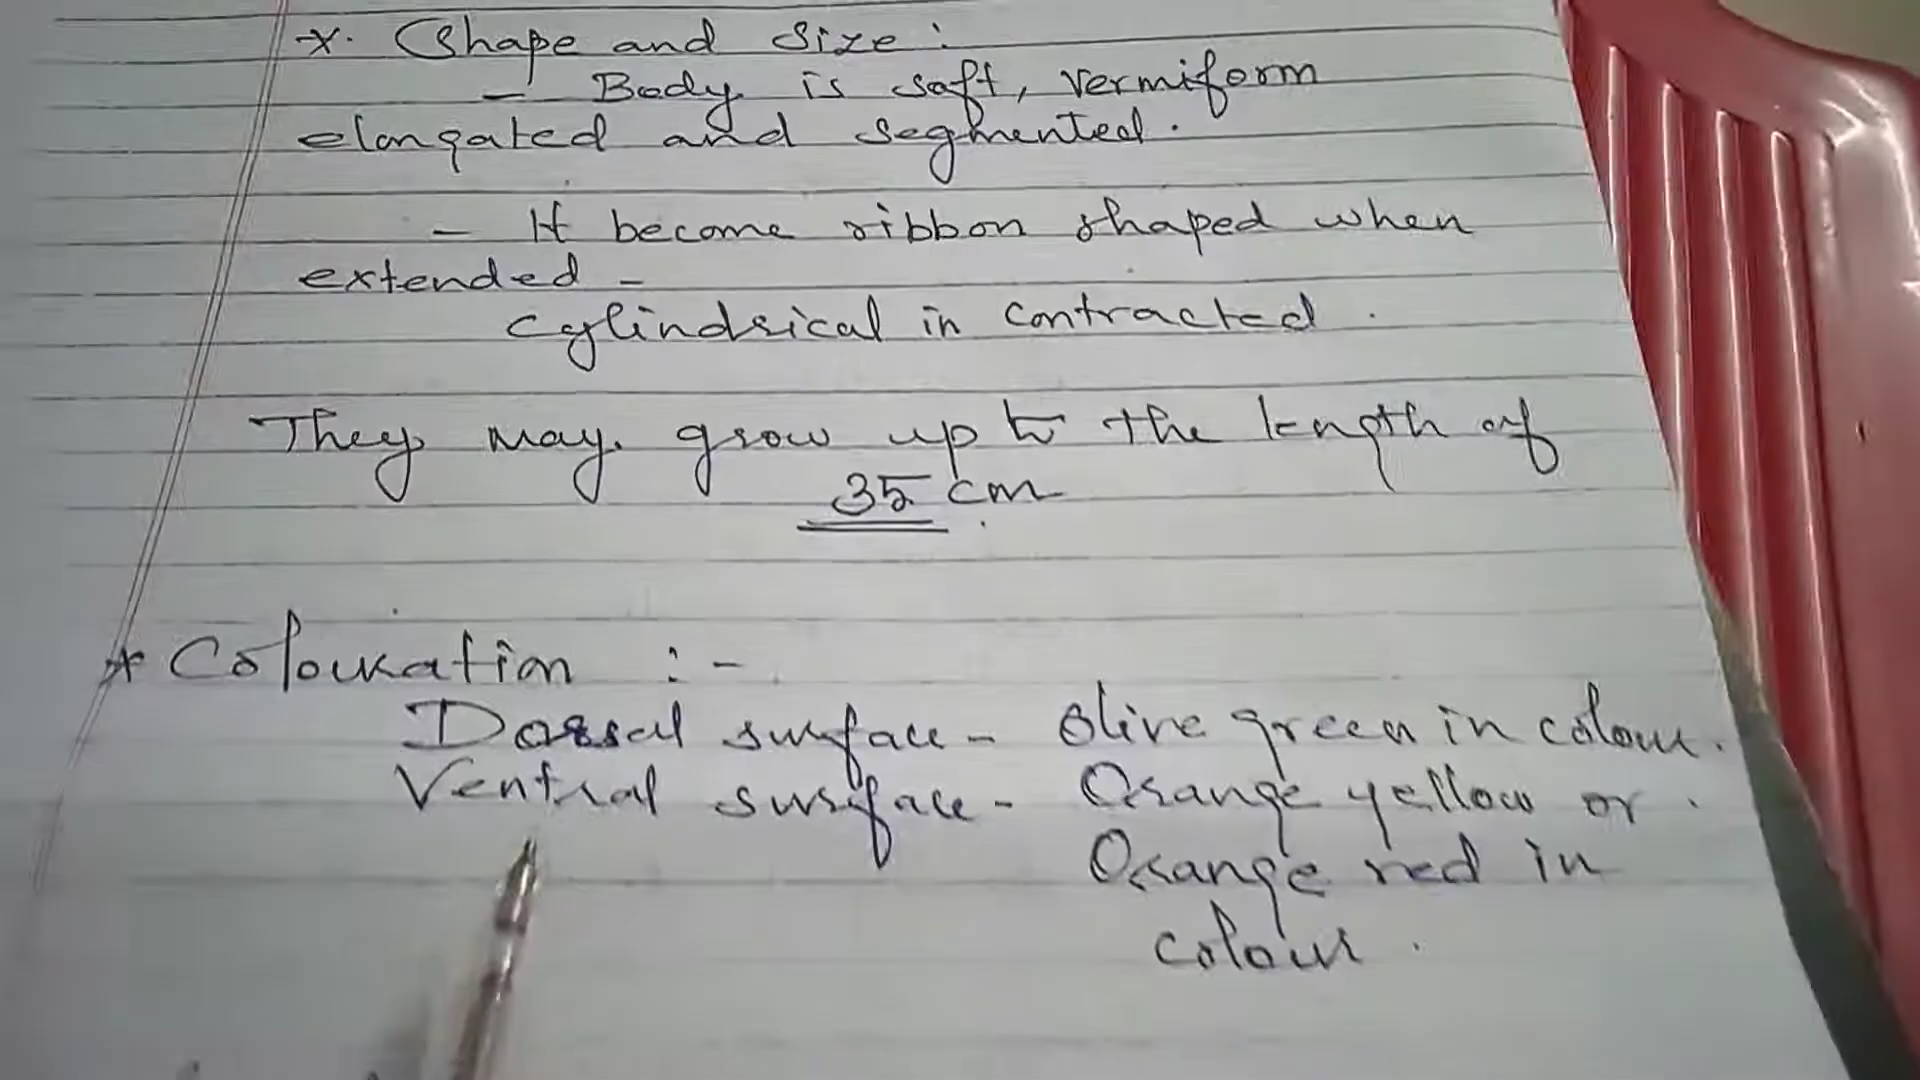 * Shape and Size :
- Body is soft, Vermiform
elongated and segmented.
- It become ribbon shaped when
extended -
Cylindrical in Contracted.
They may grow up to the length of
35 cm
* Colouration :-
Dorsal surface - Olive green in colour.
Ventral surface - Orange yellow or
Orange red in
colour.